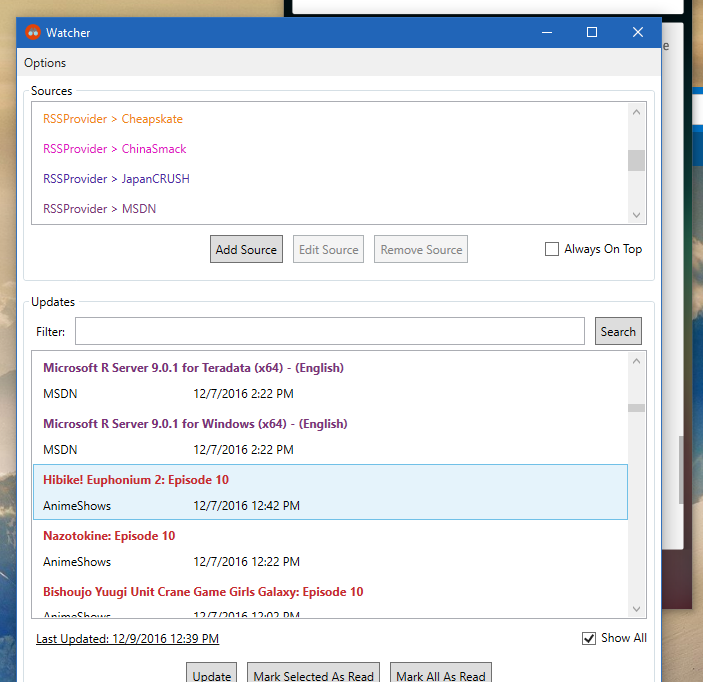 Watcher
Options
Sources
RSSProvider > Cheapskate
RSSProvider > ChinaSmack
RSSProvider > JapanCRUSH
RSSProvider > MSDN
Add Source Edit Source Remove Source Always On Top
Updates
Filter: Search
Microsoft R Server 9.0.1 for Teradata (x64) - (English)
MSDN 12/7/2016 2:22 PM
Microsoft R Server 9.0.1 for Windows (x64) - (English)
MSDN 12/7/2016 2:22 PM
Hibike! Euphonium 2: Episode 10
AnimeShows 12/7/2016 12:42 PM
Nazotokine: Episode 10
AnimeShows 12/7/2016 12:22 PM
Bishoujo Yuugi Unit Crane Game Girls Galaxy: Episode 10
AnimeShows 12/7/2016 12:02 PM
Last Updated: 12/9/2016 12:39 PM Show All
Update Mark Selected As Read Mark All As Read